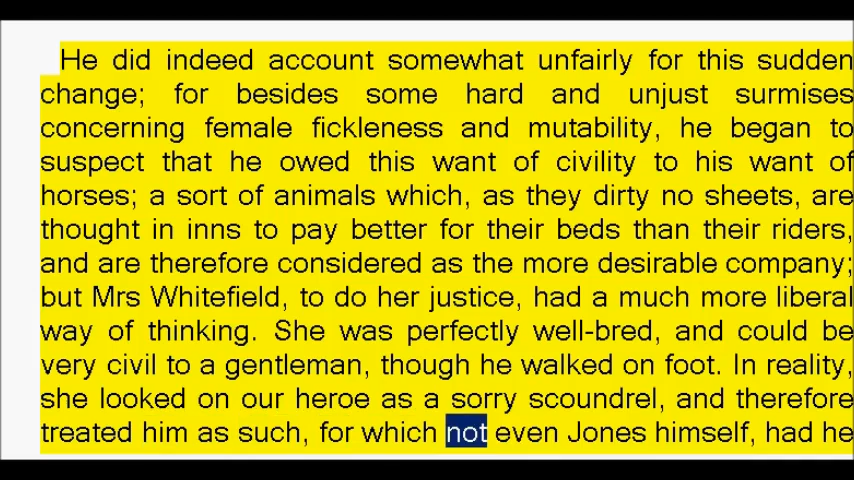 He did indeed account somewhat unfairly for this sudden
change; for besides some hard and unjust surmises
concerning female fickleness and mutability, he began to
suspect that he owed this want of civility to his want of
horses; a sort of animals which, as they dirty no sheets, are
thought in inns to pay better for their beds than their riders,
and are therefore considered as the more desirable company;
but Mrs Whitefield, to do her justice, had a much more liberal
way of thinking. She was perfectly well-bred, and could be
very civil to a gentleman, though he walked on foot. In reality,
she looked on our heroe as a sorry scoundrel, and therefore
treated him as such, for which not even Jones himself, had he